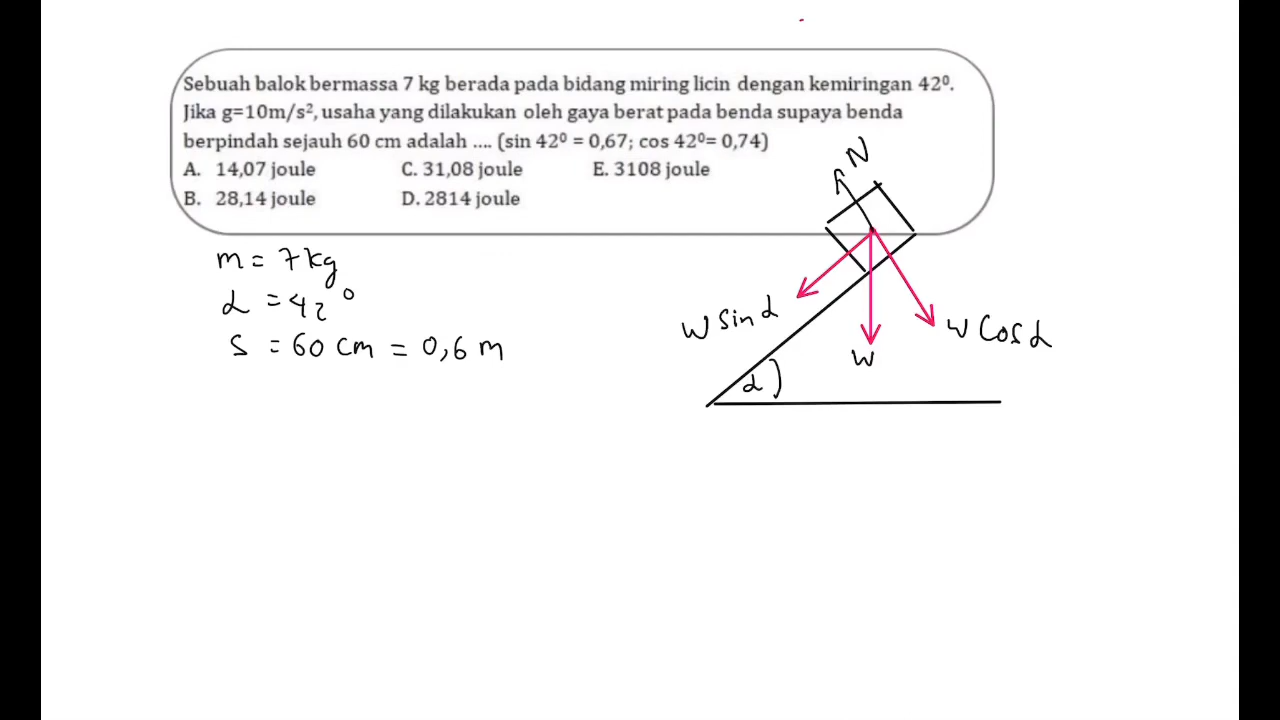 Sebuah balok bermassa 7 kg berada pada bidang miring licin dengan kemiringan 42⁰.
Jika g=10m/s², usaha yang dilakukan oleh gaya berat pada benda supaya benda
berpindah sejauh 60 cm adalah .... (sin 42⁰ = 0,67; cos 42⁰= 0,74)
A. 14,07 joule C. 31,08 joule E. 3108 joule
B. 28,14 joule D. 2814 joule
N
m = 7 kg
α = 42°
s = 60 cm = 0,6 m
W sin α
W cos α
W
α